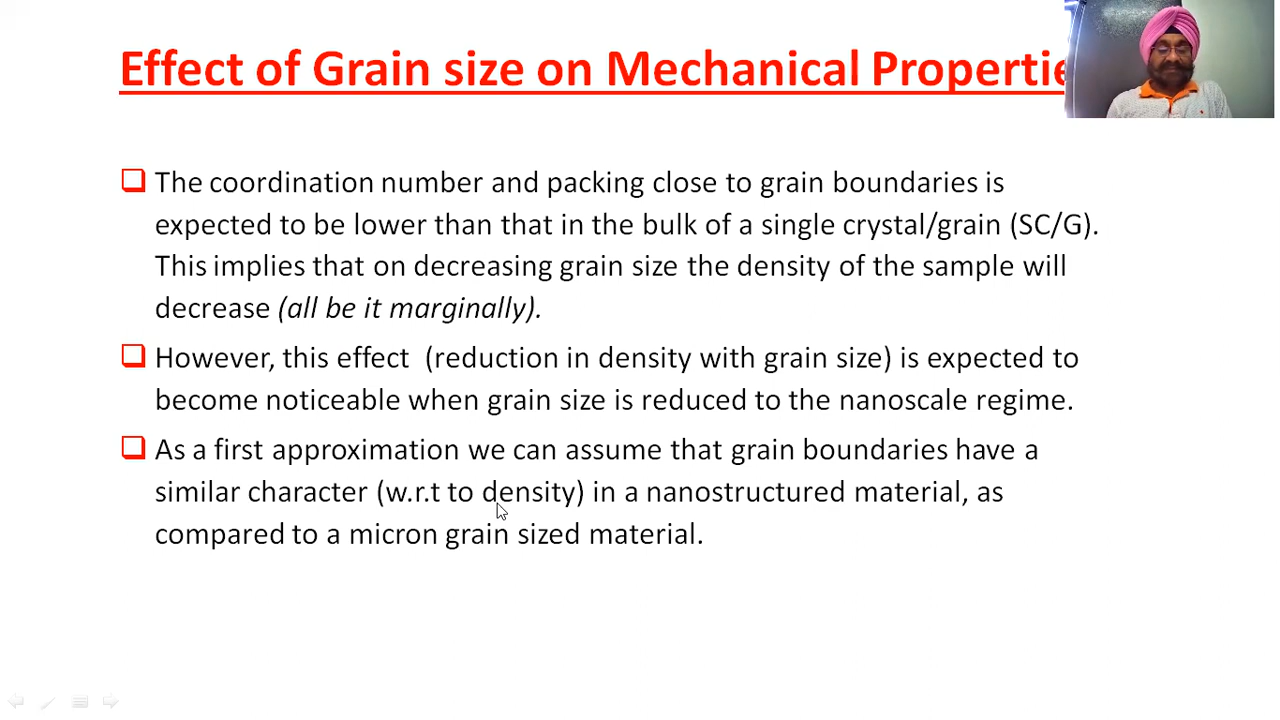 Effect of Grain size on Mechanical Propertie
The coordination number and packing close to grain boundaries is
expected to be lower than that in the bulk of a single crystal/grain (SC/G).
This implies that on decreasing grain size the density of the sample will
decrease (all be it marginally).
However, this effect (reduction in density with grain size) is expected to
become noticeable when grain size is reduced to the nanoscale regime.
As a first approximation we can assume that grain boundaries have a
similar character (w.r.t to density) in a nanostructured material, as
compared to a micron grain sized material.